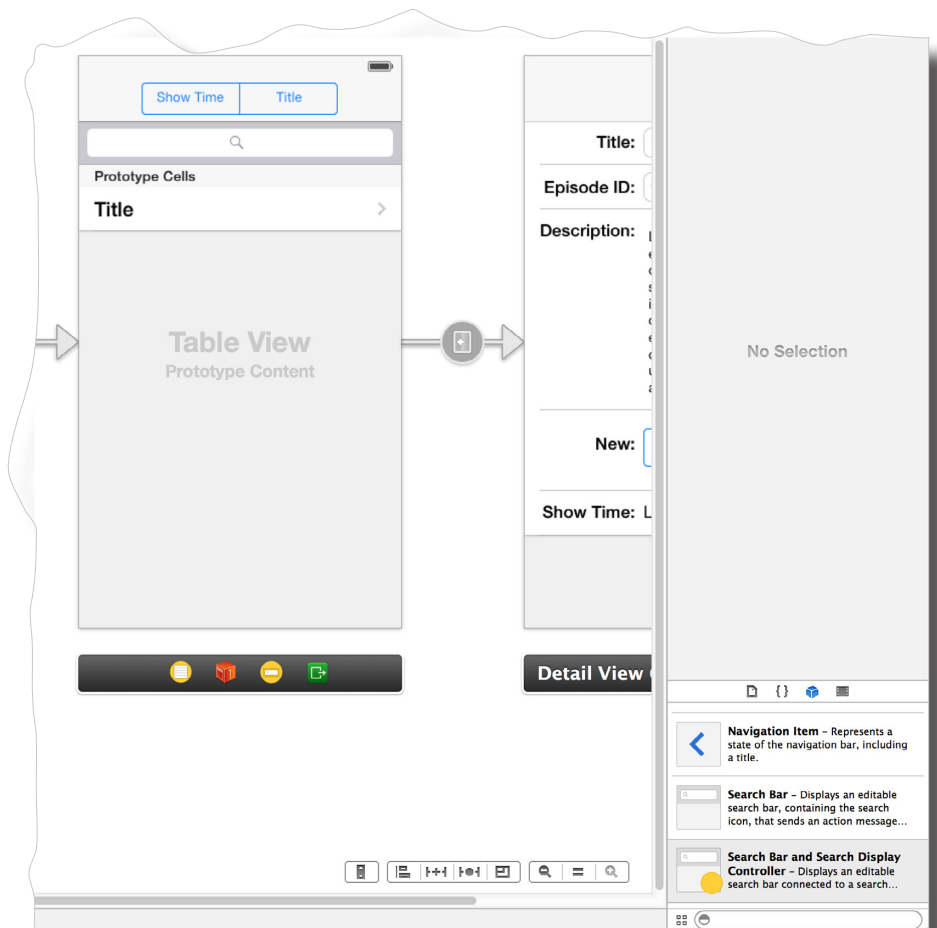 Show Time
Title
Prototype Cells
Title
Table View
Prototype Content
Title:
Episode ID:
Description:
New:
Show Time: L
Detail View
No Selection
Navigation Item – Represents a
state of the navigation bar, including
a title.
Search Bar – Displays an editable
search bar, containing the search
icon, that sends an action message...
Search Bar and Search Display
Controller – Displays an editable
search bar connected to a search...